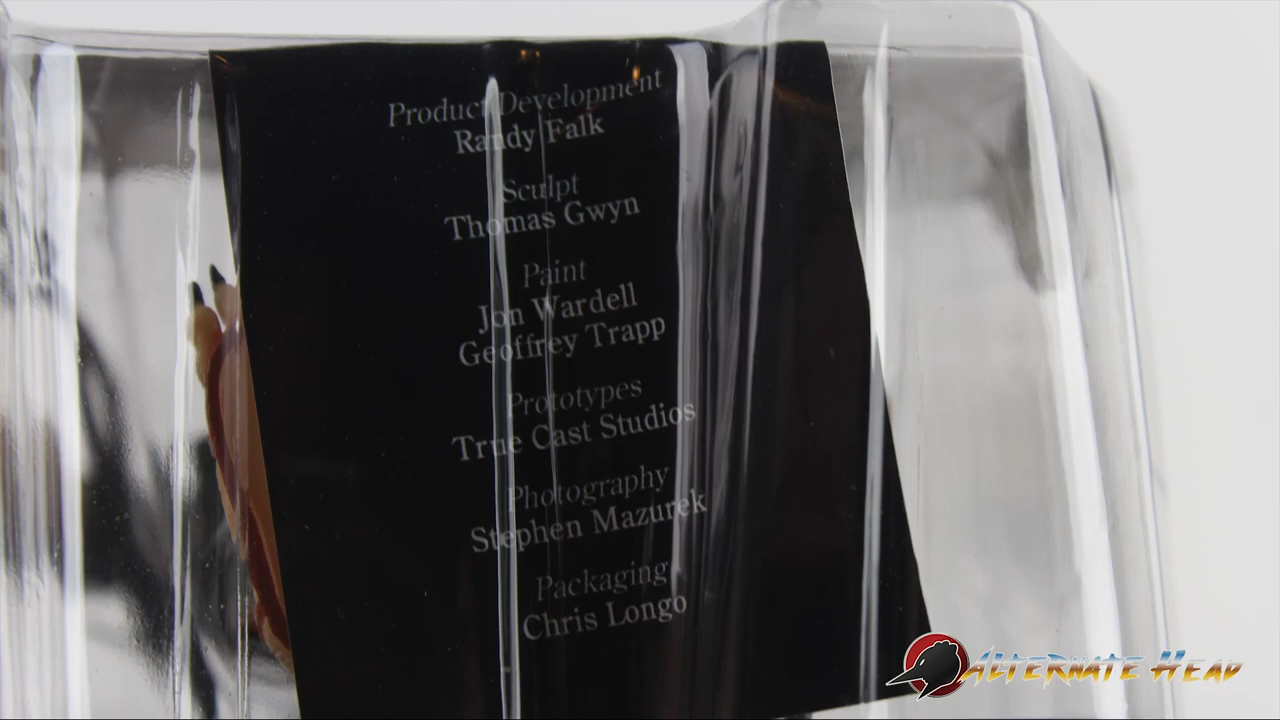 Product Development
Randy Falk
Sculpt
Thomas Gwyn
Paint
Jon Wardell
Geoffrey Trapp
Prototypes
True Cast Studios
Photography
Stephen Mazurek
Packaging
Chris Longo
Alternate Head